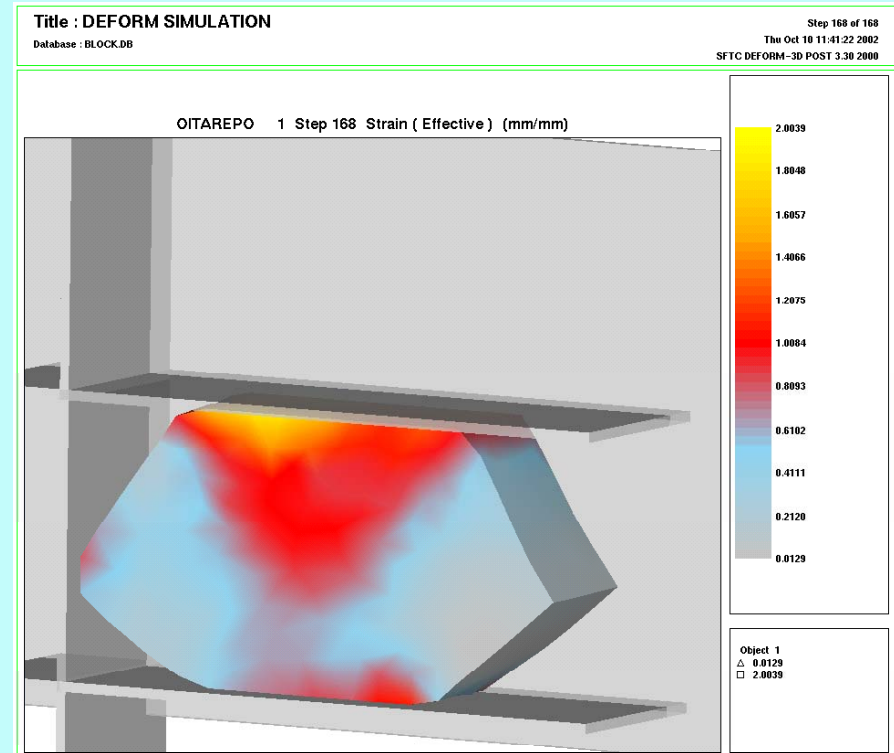 Title : DEFORM SIMULATION
Database : BLOCK.DB
Step 168 of 168
Thu Oct 10 11:41:22 2002
SFTC DEFORM-3D POST 3.30 2000
OITAREPO 1 Step 168 Strain ( Effective ) (mm/mm)
2.0039
1.8048
1.6057
1.4066
1.2075
1.0084
0.8093
0.6102
0.4111
0.2120
0.0129
Object 1
△ 0.0129
□ 2.0039